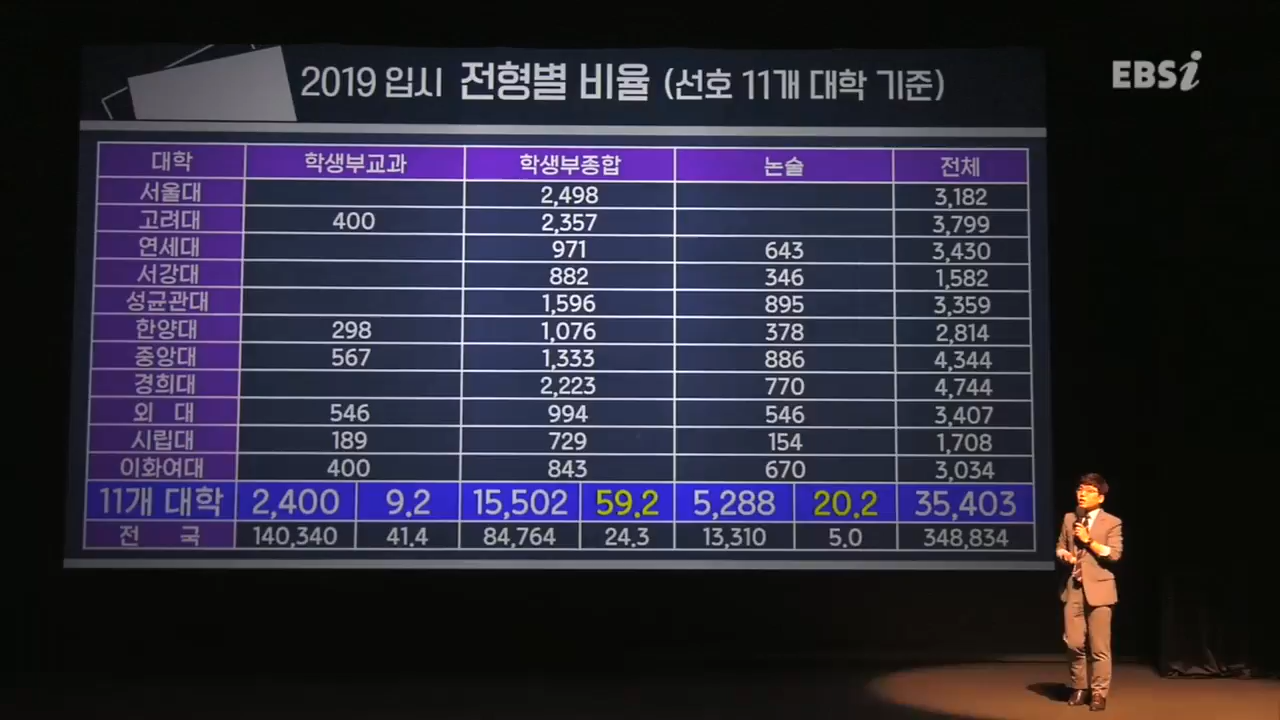 2019 입시 전형별 비율 (선호 11개 대학 기준)
EBSi
대학 학생부교과 학생부종합 논술 전체
서울대 2,498 3,182
고려대 400 2,357 3,799
연세대 971 643 3,430
서강대 882 346 1,582
성균관대 1,596 895 3,359
한양대 298 1,076 378 2,814
중앙대 567 1,333 886 4,344
경희대 2,223 770 4,744
외 대 546 994 546 3,407
시립대 189 729 154 1,708
이화여대 400 843 670 3,034
11개 대학 2,400 9.2 15,502 59.2 5,288 20.2 35,403
전 국 140,340 41.4 84,764 24.3 13,310 5.0 348,834